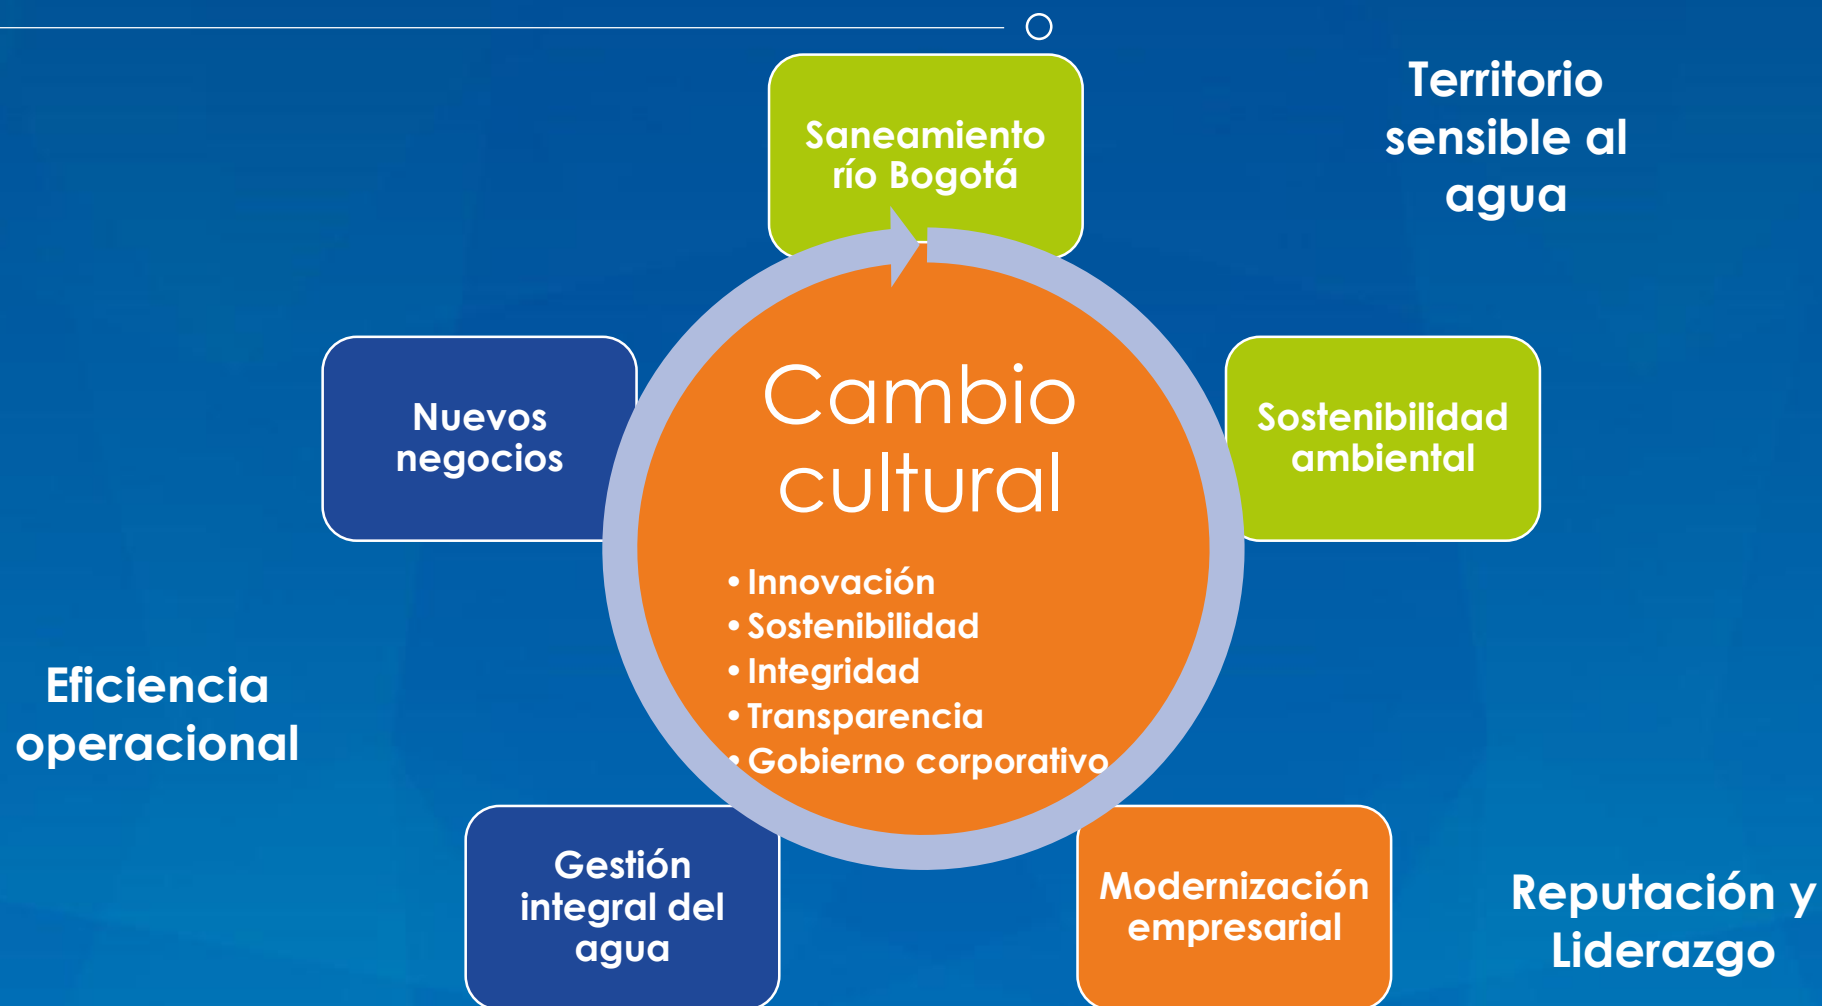 Saneamiento
río Bogotá
Territorio
sensible al
agua
Nuevos
negocios
Cambio
cultural
• Innovación
• Sostenibilidad
• Integridad
• Transparencia
• Gobierno corporativo
Sostenibilidad
ambiental
Eficiencia
operacional
Gestión
integral del
agua
Modernización
empresarial
Reputación y
Liderazgo